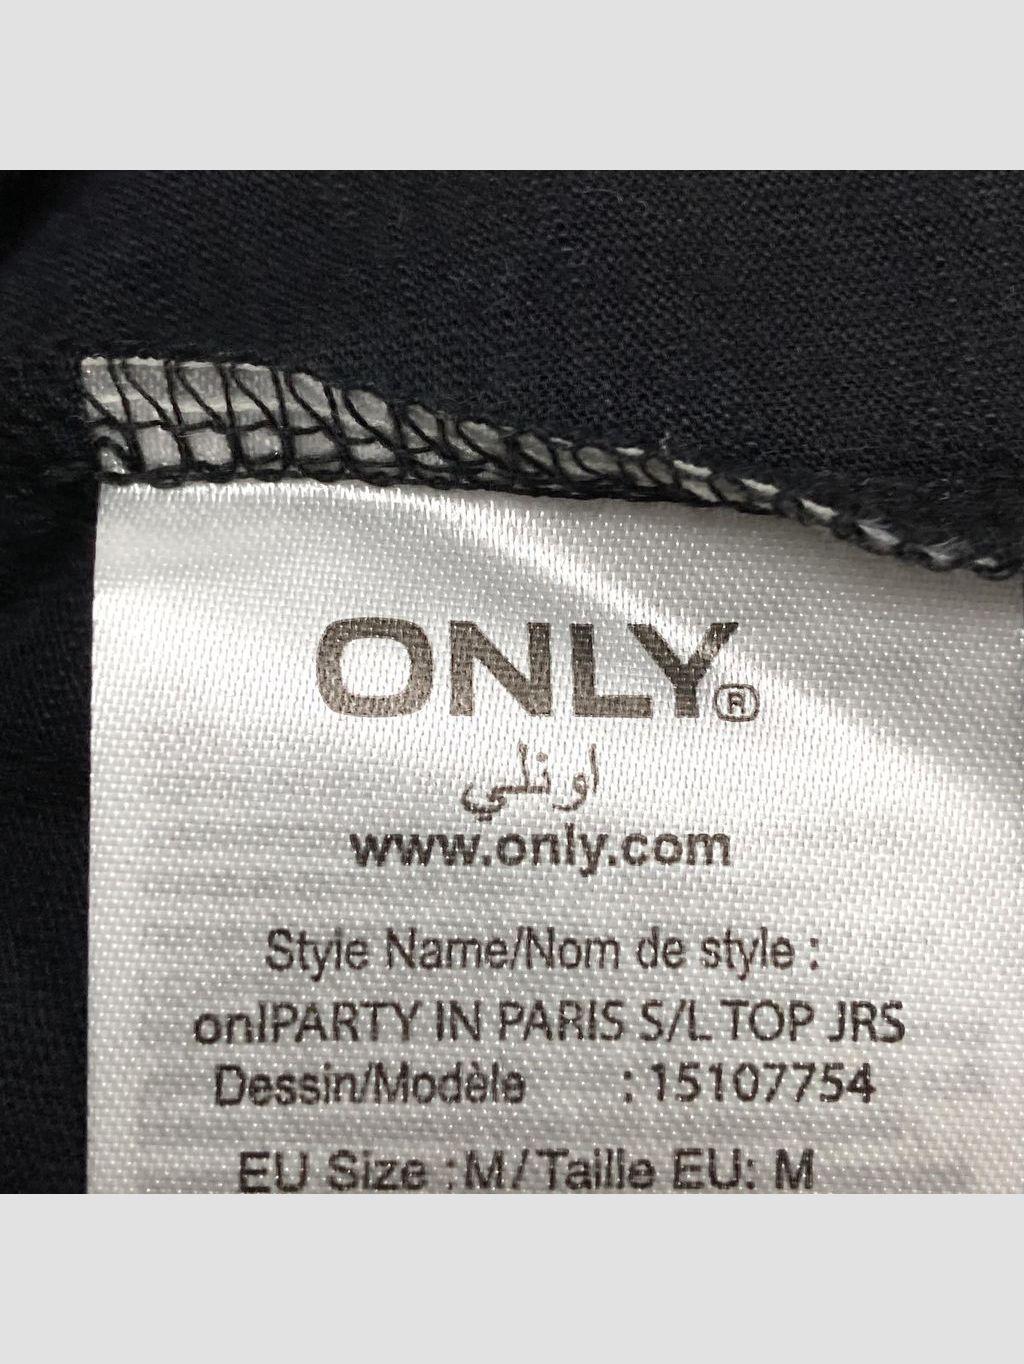 ONLY®
اونلي
www.only.com
Style Name/Nom de style :
onlPARTY IN PARIS S/L TOP JRS
Dessin/Modèle : 15107754
EU Size : M / Taille EU: M